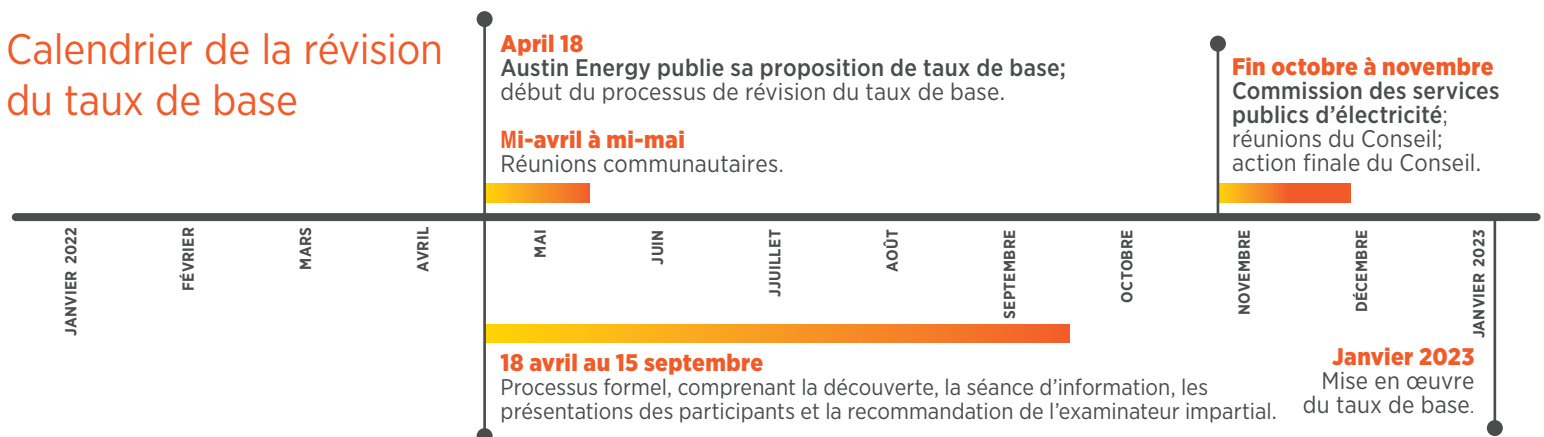 Calendrier de la révision
du taux de base
April 18
Austin Energy publie sa proposition de taux de base;
début du processus de révision du taux de base.
Mi-avril à mi-mai
Réunions communautaires.
Fin octobre à novembre
Commission des services
publics d’électricité;
réunions du Conseil;
action finale du Conseil.
JANVIER 2022
FÉVRIER
MARS
AVRIL
MAI
JUIN
JJUILLET
AOÛT
SEPTEMBRE
OCTOBRE
NOVEMBRE
DÉCEMBRE
JANVIER 2023
18 avril au 15 septembre
Processus formel, comprenant la découverte, la séance d’information, les
présentations des participants et la recommandation de l’examinateur impartial.
Janvier 2023
Mise en œuvre
du taux de base.